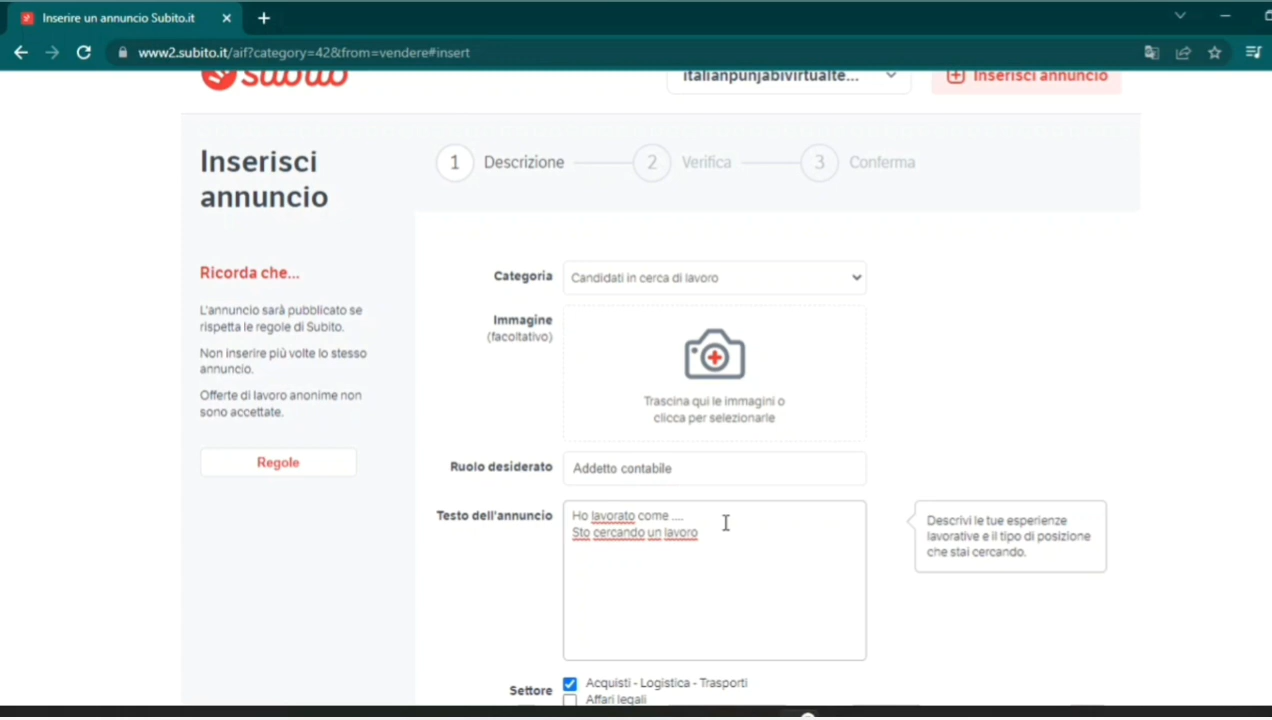 Inserire un annuncio Subito.it
www2.subito.it/aif?category=42&from=vendere#insert
subito
italianpunjabivirtualte...
Inserisci annuncio
Inserisci
annuncio
1 Descrizione
2 Verifica
3 Conferma
Ricorda che...
L'annuncio sarà pubblicato se
rispetta le regole di Subito.
Non inserire più volte lo stesso
annuncio.
Offerte di lavoro anonime non
sono accettate.
Regole
Categoria
Candidati in cerca di lavoro
Immagine
(facoltativo)
Trascina qui le immagini o
clicca per selezionarle
Ruolo desiderato
Addetto contabile
Testo dell'annuncio
Ho lavorato come ....
Sto cercando un lavoro
Descrivi le tue esperienze
lavorative e il tipo di posizione
che stai cercando.
Settore
Acquisti - Logistica - Trasporti
Affari legali